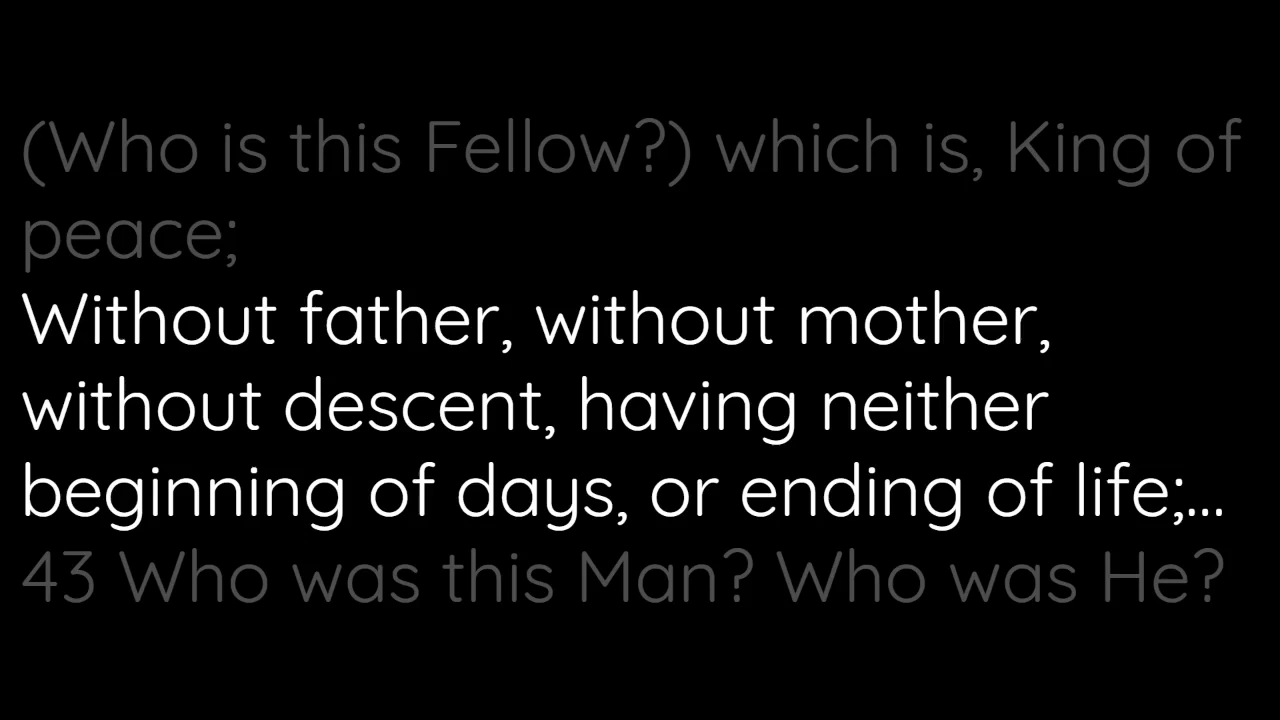 (Who is this Fellow?) which is, King of
peace;
Without father, without mother,
without descent, having neither
beginning of days, or ending of life;...
43 Who was this Man? Who was He?